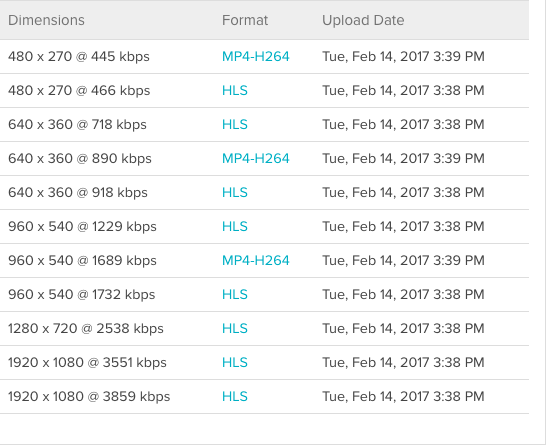 Dimensions Format Upload Date
480 x 270 @ 445 kbps MP4-H264 Tue, Feb 14, 2017 3:39 PM
480 x 270 @ 466 kbps HLS Tue, Feb 14, 2017 3:38 PM
640 x 360 @ 718 kbps HLS Tue, Feb 14, 2017 3:38 PM
640 x 360 @ 890 kbps MP4-H264 Tue, Feb 14, 2017 3:39 PM
640 x 360 @ 918 kbps HLS Tue, Feb 14, 2017 3:38 PM
960 x 540 @ 1229 kbps HLS Tue, Feb 14, 2017 3:38 PM
960 x 540 @ 1689 kbps MP4-H264 Tue, Feb 14, 2017 3:39 PM
960 x 540 @ 1732 kbps HLS Tue, Feb 14, 2017 3:38 PM
1280 x 720 @ 2538 kbps HLS Tue, Feb 14, 2017 3:38 PM
1920 x 1080 @ 3551 kbps HLS Tue, Feb 14, 2017 3:38 PM
1920 x 1080 @ 3859 kbps HLS Tue, Feb 14, 2017 3:38 PM